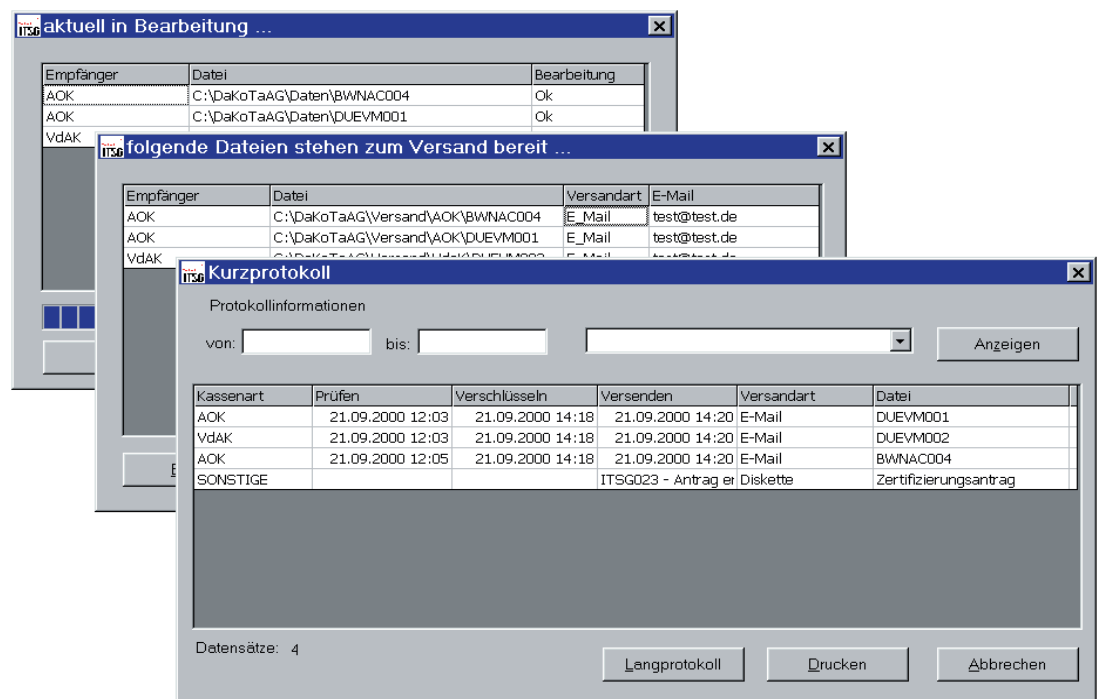 ITSG aktuell in Bearbeitung ...
Empfänger Datei Bearbeitung
AOK C:\DaKoTaAG\Daten\BWNAC004 Ok
AOK C:\DaKoTaAG\Daten\DUEVM001 Ok
VdAK
ITSG folgende Dateien stehen zum Versand bereit ...
Empfänger Datei Versandart E-Mail
AOK C:\DaKoTaAG\Versand\AOK\BWNAC004 E_Mail test@test.de
AOK C:\DaKoTaAG\Versand\AOK\DUEVM001 E_Mail test@test.de
VdAK
ITSG Kurzprotokoll
Protokollinformationen
von: bis: Anzeigen
Kassenart Prüfen Verschlüsseln Versenden Versandart Datei
AOK 21.09.2000 12:03 21.09.2000 14:18 21.09.2000 14:20 E-Mail DUEVM001
VdAK 21.09.2000 12:03 21.09.2000 14:18 21.09.2000 14:20 E-Mail DUEVM002
AOK 21.09.2000 12:05 21.09.2000 14:18 21.09.2000 14:20 E-Mail BWNAC004
SONSTIGE ITSG023 - Antrag er Diskette Zertifizierungsantrag
Datensätze: 4
Langprotokoll Drucken Abbrechen